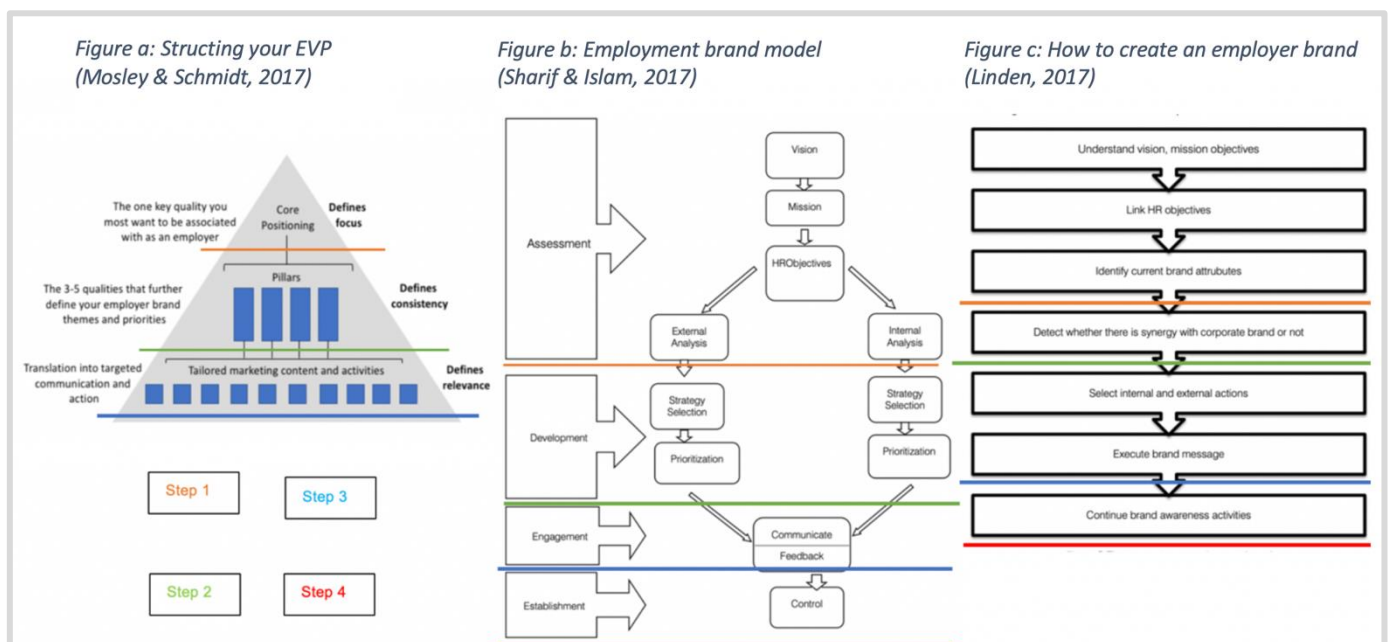 Figure a: Structing your EVP
(Mosley & Schmidt, 2017)
The one key quality you
most want to be associated
with as an employer
Core
Positioning
Defines
focus
Pillars
The 3-5 qualities that further
define your employer brand
themes and priorities
Defines
consistency
Translation into targeted
communication and
action
Tailored marketing content and activities
Defines
relevance
Step 1
Step 3
Step 2
Step 4
Figure b: Employment brand model
(Sharif & Islam, 2017)
Assessment
Vision
Mission
HRObjectives
External
Analysis
Internal
Analysis
Development
Strategy
Selection
Strategy
Selection
Prioritization
Prioritization
Engagement
Communicate
Feedback
Establishment
Control
Figure c: How to create an employer brand
(Linden, 2017)
Understand vision, mission objectives
Link HR objectives
Identify current brand attrubutes
Detect whether there is synergy with corporate brand or not
Select internal and external actions
Execute brand message
Continue brand awareness activities